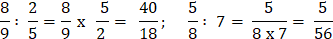 8/9 : 2/5 = 8/9 x 5/2 = 40/18; 5/8 : 7 = 5/(8 x 7) = 5/56